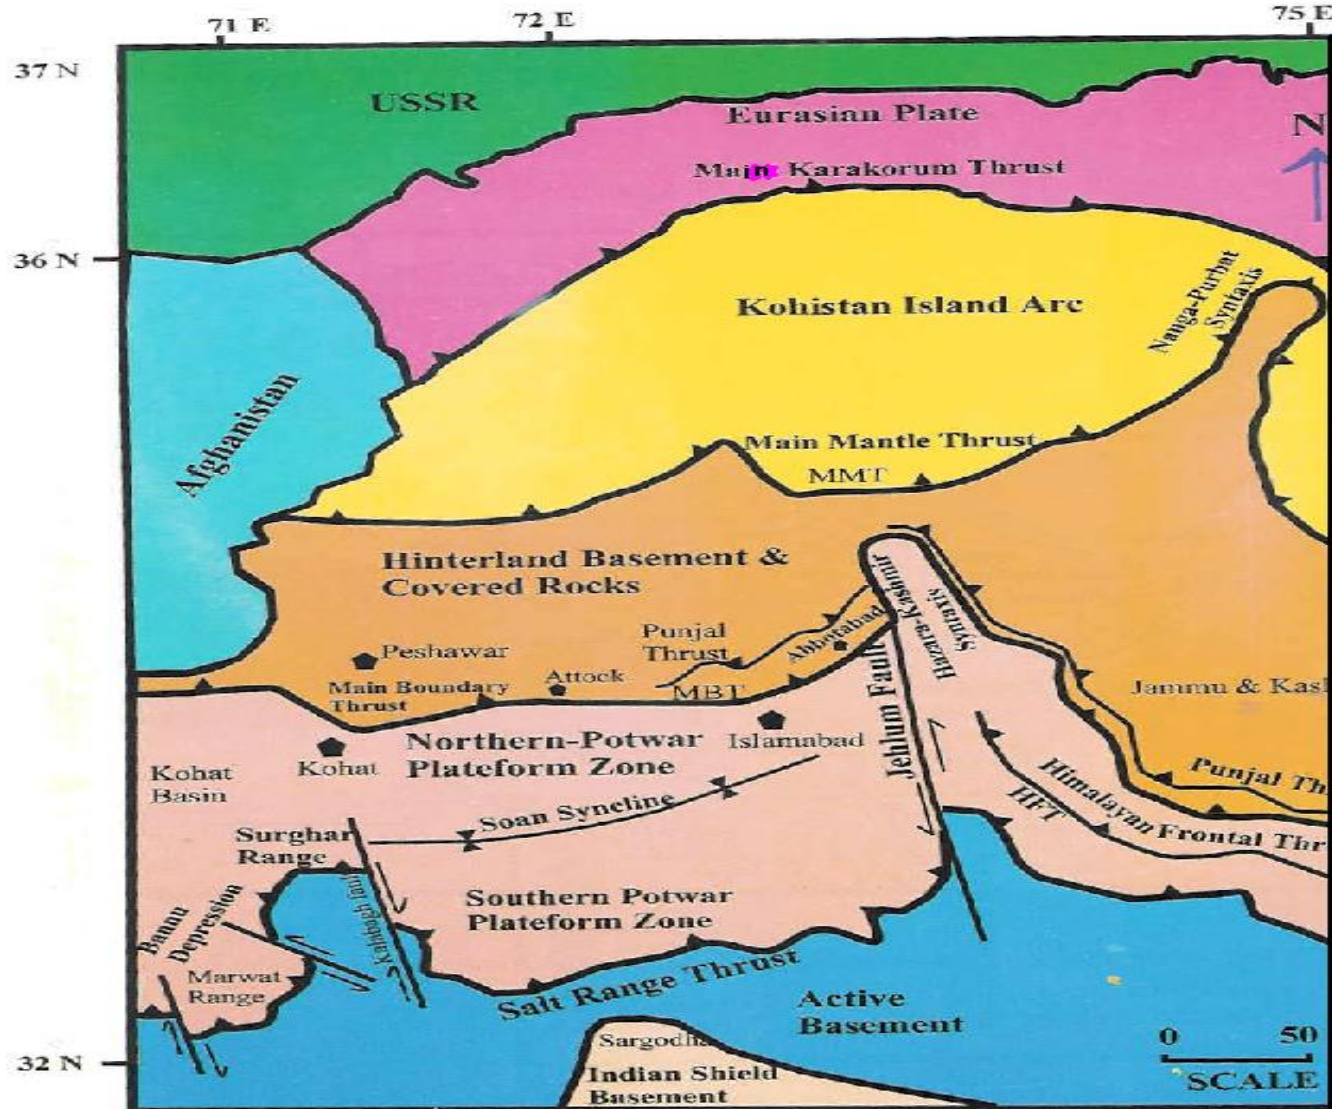 71 E
72 E
75 E
37 N
USSR
Eurasian Plate
N
Main Karakorum Thrust
36 N
Kohistan Island Arc
Nanga-Purbat
Syntaxis
Afghanistan
Main Mantle Thrust
MMT
Hinterland Basement &
Covered Rocks
Hazara-Kashmir
Syntaxis
Punjal
Thrust
Abbotabad
Peshawar
Attock
Main Boundary
Thrust
MBT
Jammu & Kash
Jehlum Fault
Northern-Potwar
Plateform Zone
Islamabad
Kohat
Kohat
Basin
Punjal Th
Himalayan Frontal Thr
HFT
Soan Syncline
Surghar
Range
Southern Potwar
Plateform Zone
Bannu
Depression
Marwat
Range
Salt Range Thrust
Active
Basement
Sargodha
Indian Shield
Basement
32 N
0 50
SCALE